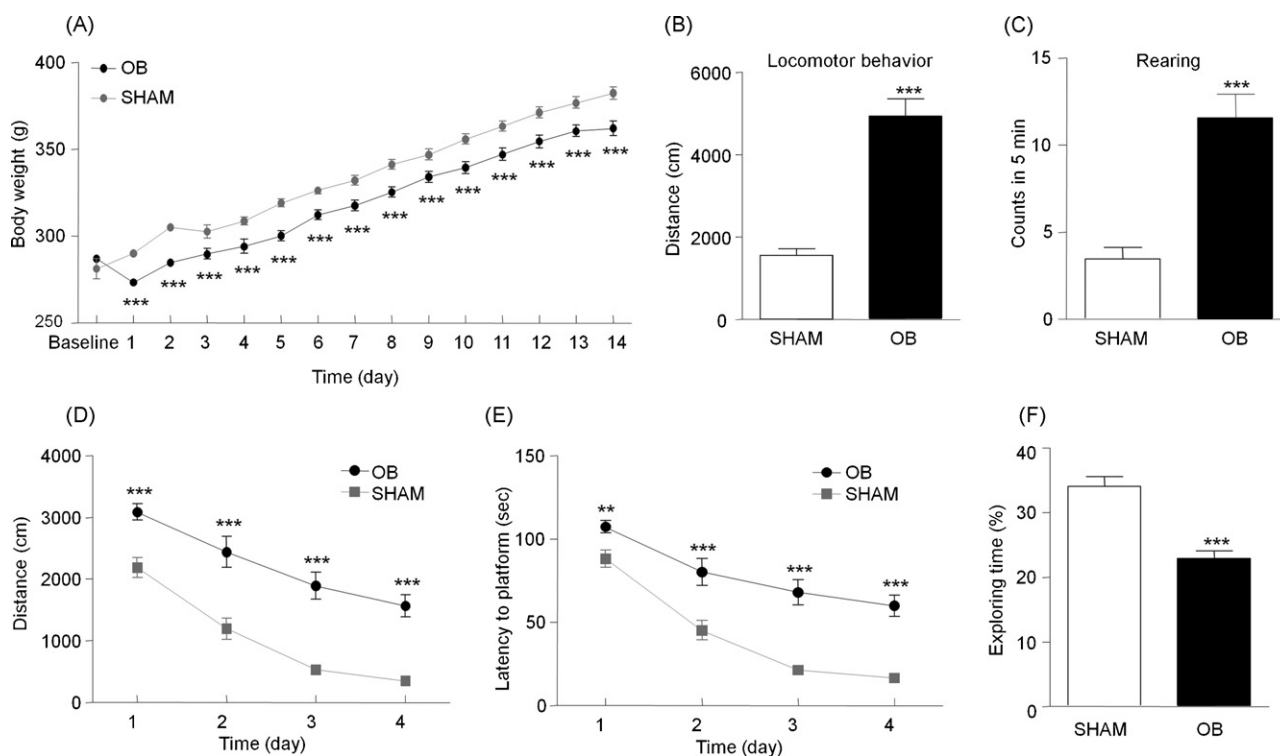 (A)
OB
SHAM
Body weight (g)
400
350
300
250
*** *** *** *** *** *** *** *** *** *** *** *** *** ***
Baseline 1 2 3 4 5 6 7 8 9 10 11 12 13 14
Time (day)
(B)
Locomotor behavior
Distance (cm)
6000
4000
2000
0
***
SHAM OB
(C)
Rearing
Counts in 5 min
15
10
5
0
***
SHAM OB
(D)
OB
SHAM
Distance (cm)
4000
3000
2000
1000
0
*** *** *** ***
1 2 3 4
Time (day)
(E)
OB
SHAM
Latency to platform (sec)
150
100
50
0
** *** *** ***
1 2 3 4
Time (day)
(F)
Exploring time (%)
40
30
20
10
0
***
SHAM OB